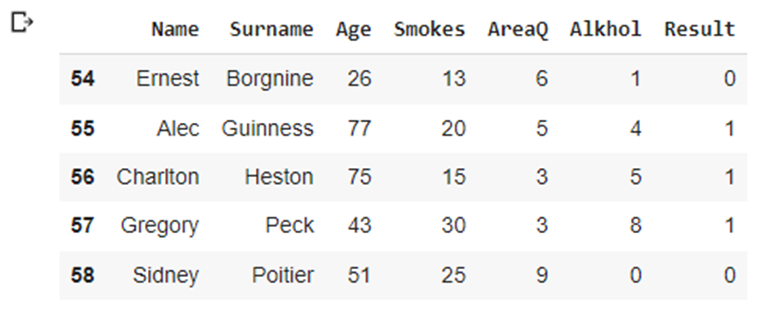 Name Surname Age Smokes AreaQ Alkhol Result
54 Ernest Borgnine 26 13 6 1 0
55 Alec Guinness 77 20 5 4 1
56 Charlton Heston 75 15 3 5 1
57 Gregory Peck 43 30 3 8 1
58 Sidney Poitier 51 25 9 0 0